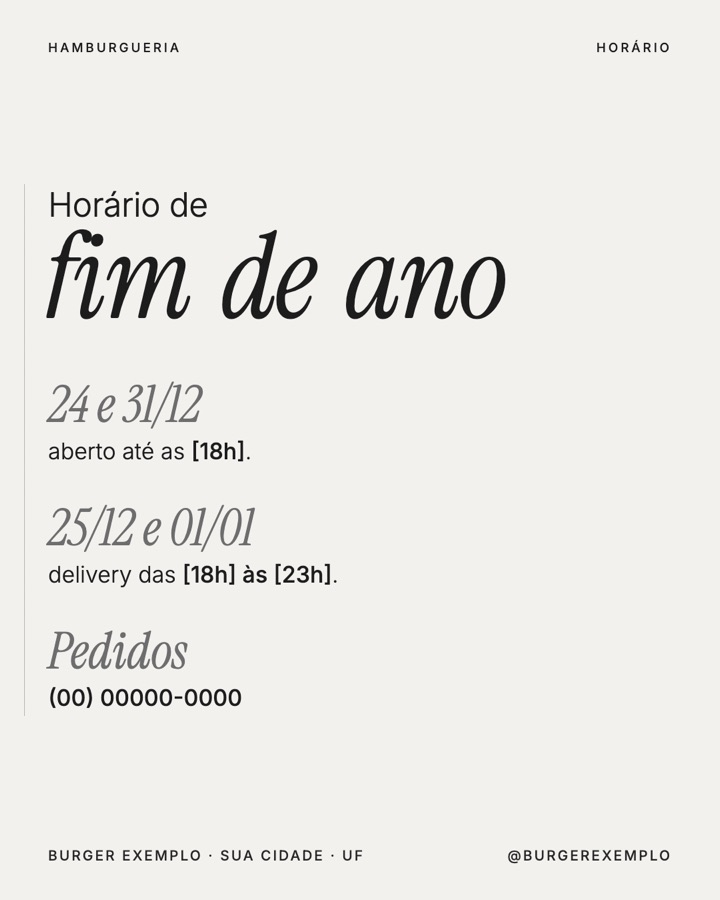 HAMBURGUERIA
HORÁRIO
Horário de
fim de ano
24 e 31/12
aberto até as [18h].
25/12 e 01/01
delivery das [18h] às [23h].
Pedidos
(00) 00000-0000
BURGER EXEMPLO · SUA CIDADE · UF
@BURGEREXEMPLO